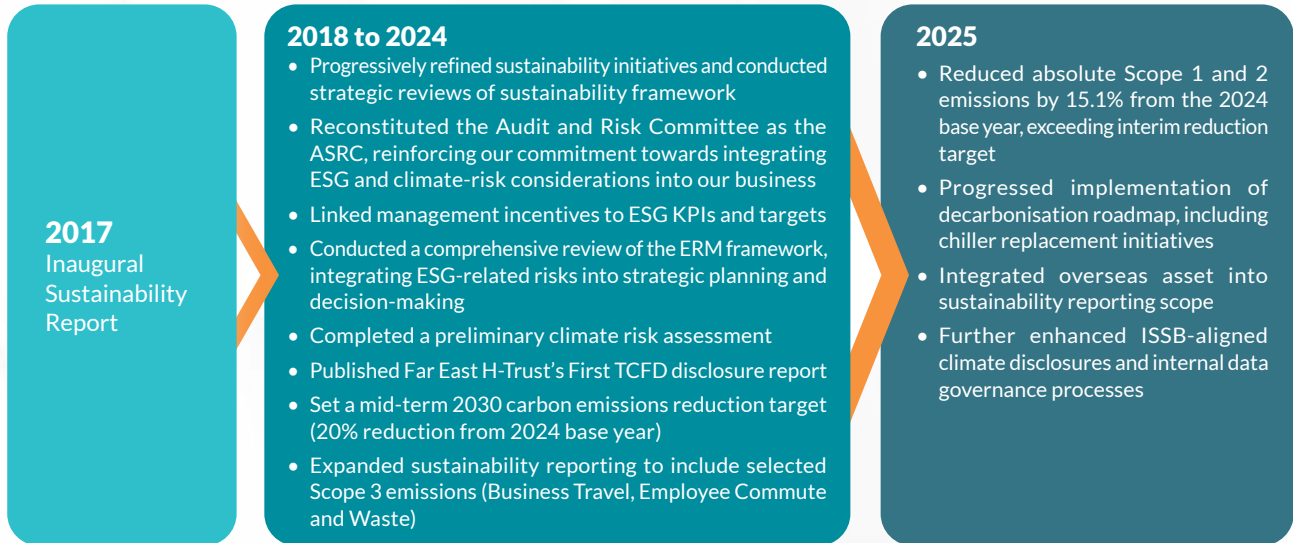 2017
Inaugural
Sustainability
Report
2018 to 2024
• Progressively refined sustainability initiatives and conducted
strategic reviews of sustainability framework
• Reconstituted the Audit and Risk Committee as the
ASRC, reinforcing our commitment towards integrating
ESG and climate-risk considerations into our business
• Linked management incentives to ESG KPIs and targets
• Conducted a comprehensive review of the ERM framework,
integrating ESG-related risks into strategic planning and
decision-making
• Completed a preliminary climate risk assessment
• Published Far East H-Trust's First TCFD disclosure report
• Set a mid-term 2030 carbon emissions reduction target
(20% reduction from 2024 base year)
• Expanded sustainability reporting to include selected
Scope 3 emissions (Business Travel, Employee Commute
and Waste)
2025
• Reduced absolute Scope 1 and 2
emissions by 15.1% from the 2024
base year, exceeding interim reduction
target
• Progressed implementation of
decarbonisation roadmap, including
chiller replacement initiatives
• Integrated overseas asset into
sustainability reporting scope
• Further enhanced ISSB-aligned
climate disclosures and internal data
governance processes